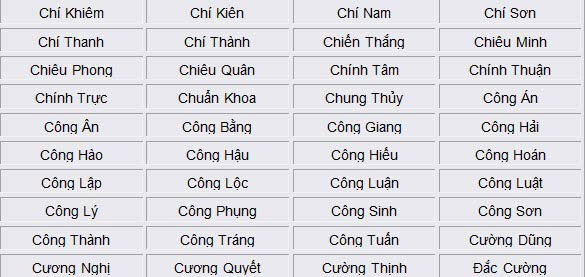 Chí Khiêm Chí Kiên Chí Nam Chí Sơn
Chí Thanh Chí Thành Chiến Thắng Chiêu Minh
Chiêu Phong Chiêu Quân Chính Tâm Chính Thuận
Chính Trực Chuẩn Khoa Chung Thủy Công Án
Công Ân Công Bằng Công Giang Công Hải
Công Hào Công Hậu Công Hiếu Công Hoán
Công Lập Công Lộc Công Luận Công Luật
Công Lý Công Phụng Công Sinh Công Sơn
Công Thành Công Tráng Công Tuấn Cường Dũng
Cương Nghị Cương Quyết Cường Thịnh Đắc Cường